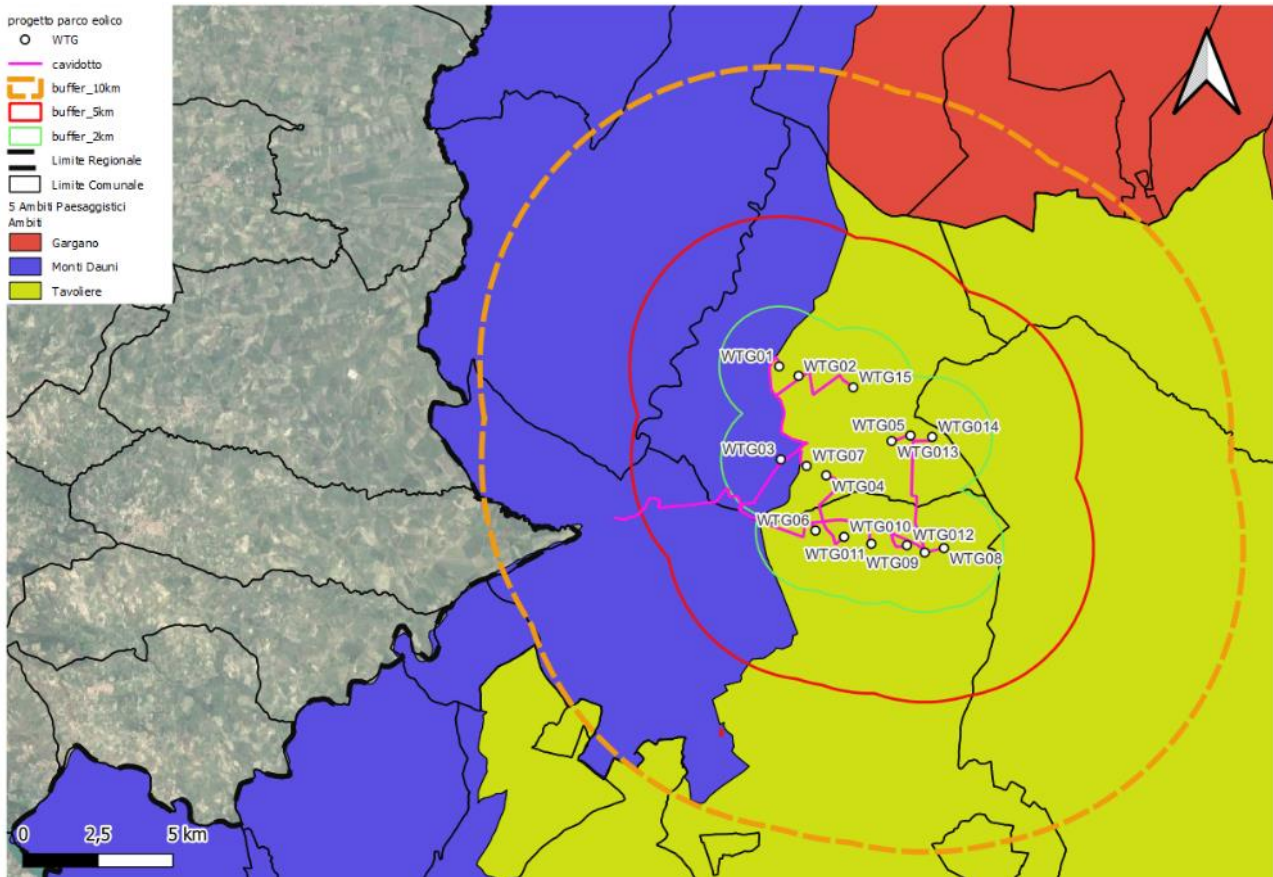 progetto parco eolico
WTG
cavidotto
buffer_10km
buffer_5km
buffer_2km
Limite Regionale
Limite Comunale
5 Ambiti Paesaggistici
Ambiti
Gargano
Monti Dauni
Tavoliere
WTG01
WTG02
WTG15
WTG05
WTG014
WTG013
WTG03
WTG07
WTG04
WTG06
WTG010
WTG012
WTG011
WTG09
WTG08
0 2,5 5 km